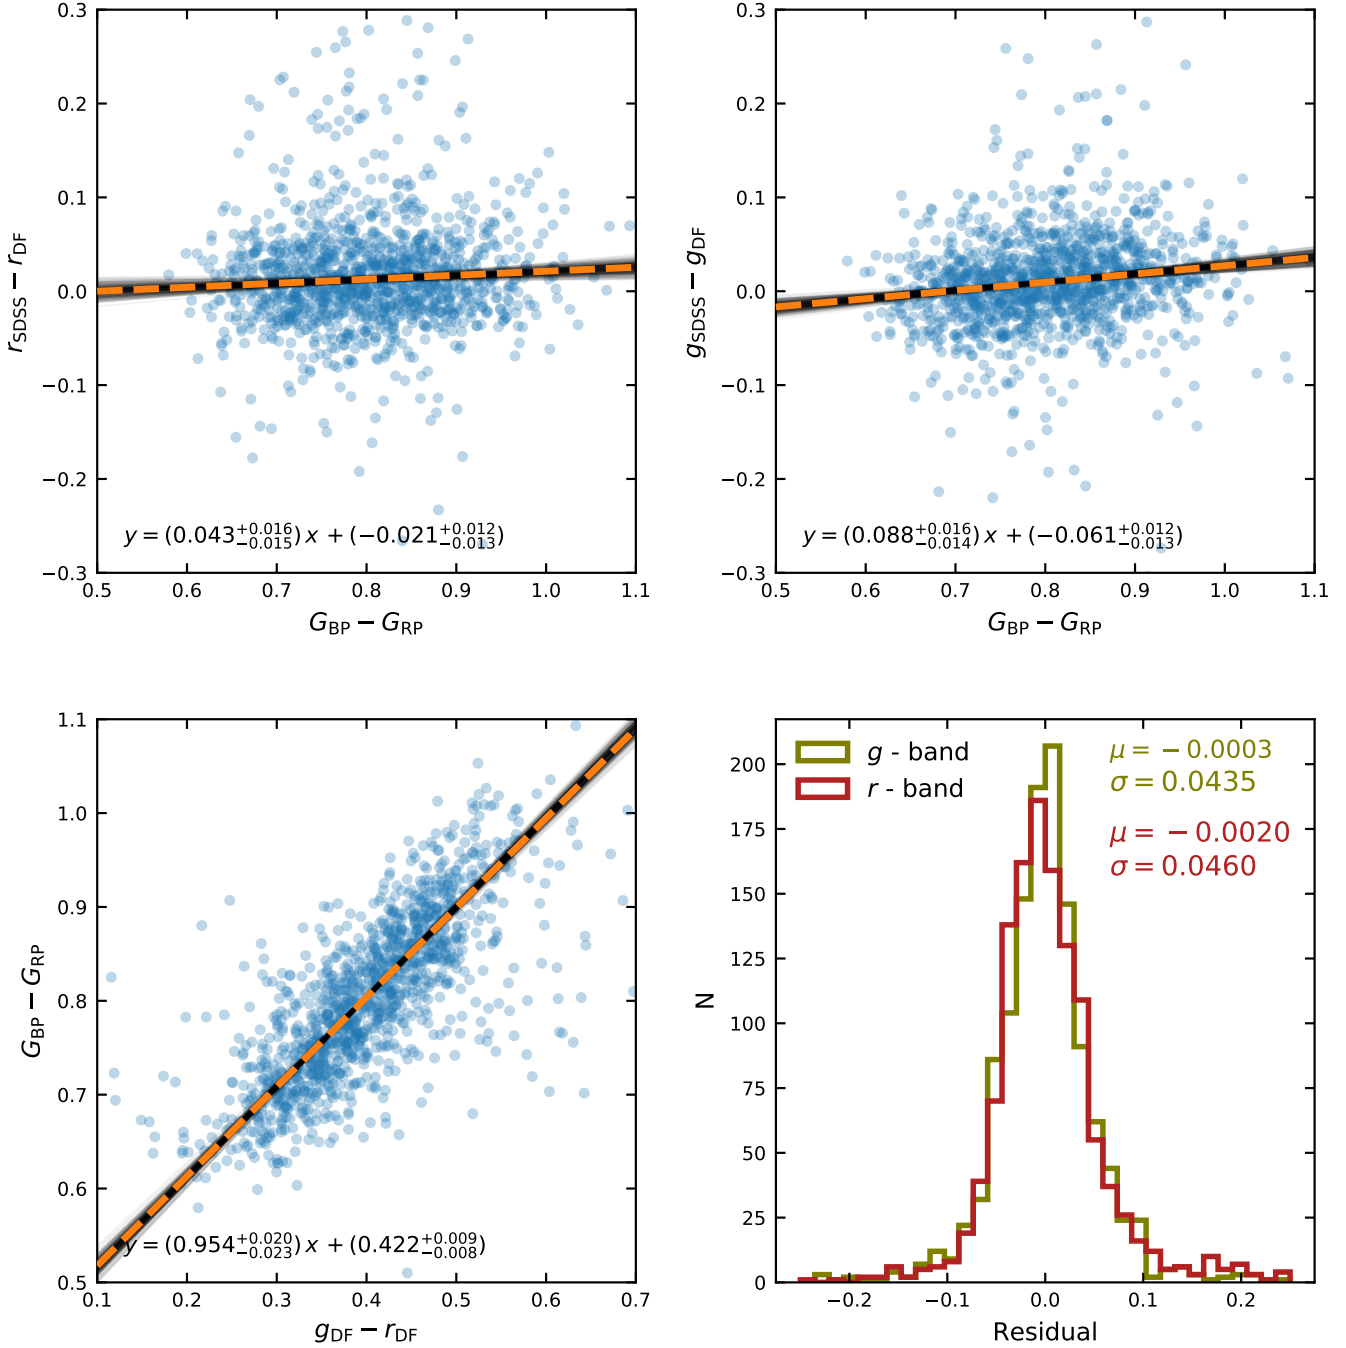 0.3
0.2
0.1
0.0
−0.1
−0.2
−0.3
r_SDSS − r_DF
y = (0.043^{+0.016}_{−0.015}) x + (−0.021^{+0.012}_{−0.013})
0.5 0.6 0.7 0.8 0.9 1.0 1.1
G_BP − G_RP
0.3
0.2
0.1
0.0
−0.1
−0.2
−0.3
g_SDSS − g_DF
y = (0.088^{+0.016}_{−0.014}) x + (−0.061^{+0.012}_{−0.013})
0.5 0.6 0.7 0.8 0.9 1.0 1.1
G_BP − G_RP
1.1
1.0
0.9
0.8
0.7
0.6
0.5
G_BP − G_RP
y = (0.954^{+0.020}_{−0.023}) x + (0.422^{+0.009}_{−0.008})
0.1 0.2 0.3 0.4 0.5 0.6 0.7
g_DF − r_DF
g - band
r - band
μ = − 0.0003
σ = 0.0435
μ = − 0.0020
σ = 0.0460
200
175
150
125
100
75
50
25
0
N
−0.2 −0.1 0.0 0.1 0.2
Residual